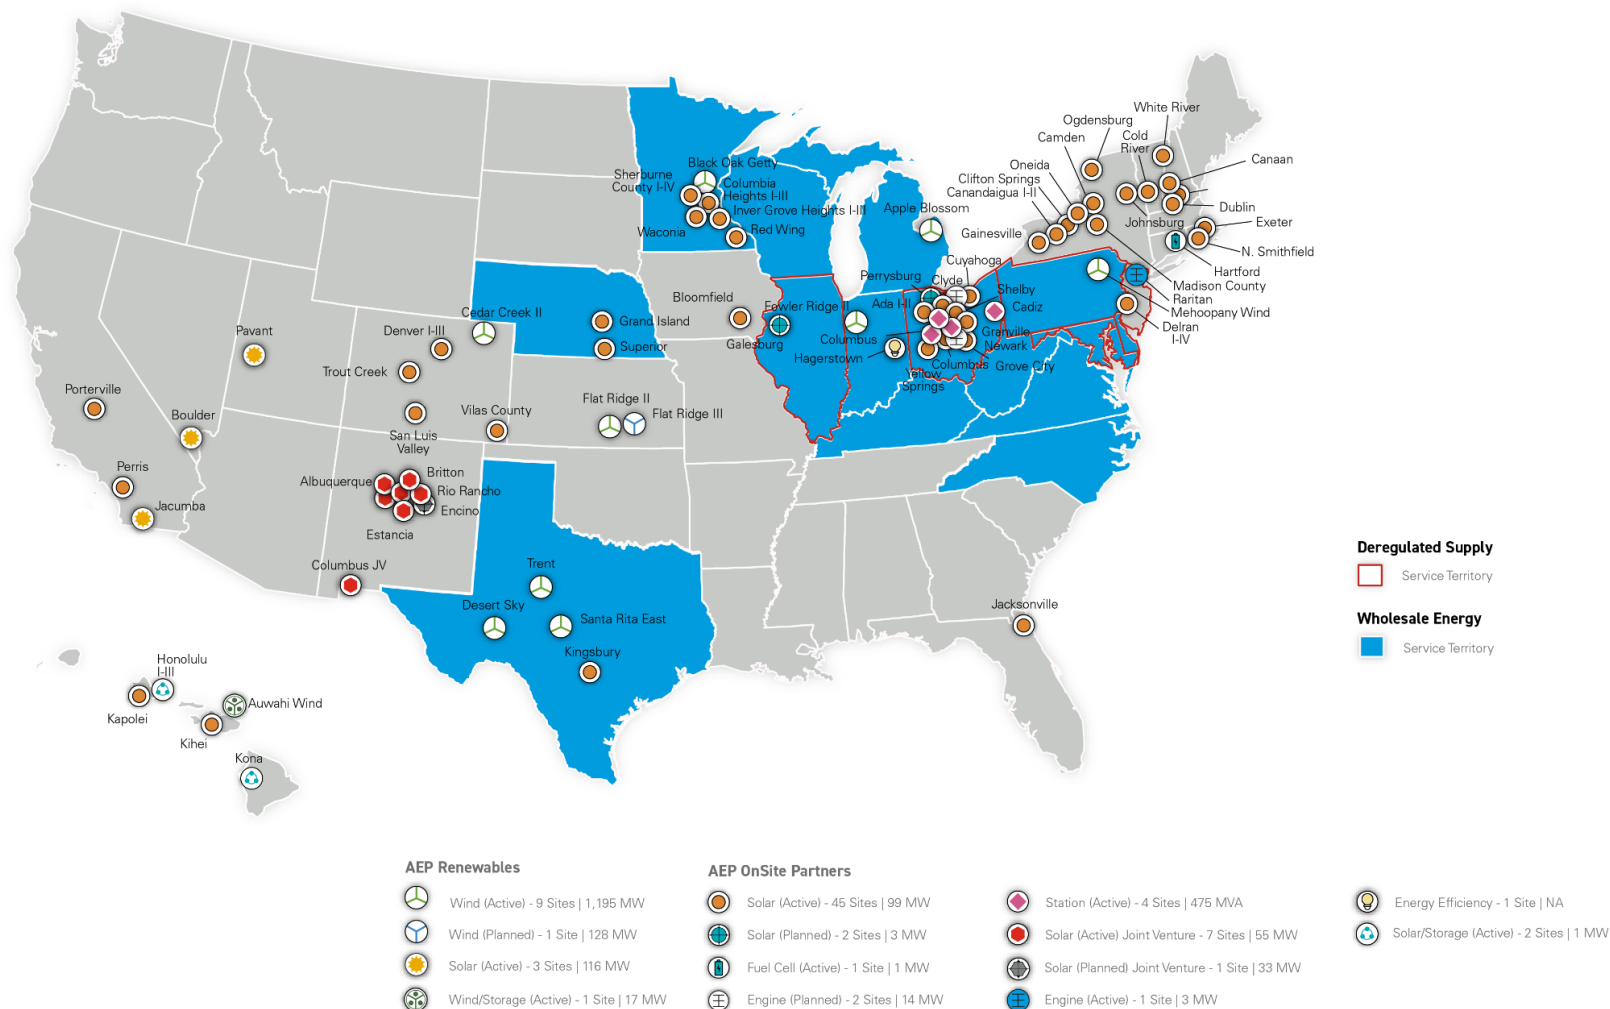 White River
Ogdensburg
Camden
Cold
River
Canaan
Oneida
Clifton Springs
Canandaigua I-II
Black Oak Getty
Sherburne
County I-IV
Columbia
Heights I-III
Inver Grove Heights I-III
Apple Blossom
Dublin
Johnsburg
Exeter
Waconia
Red Wing
Gainesville
N. Smithfield
Cuyahoga
Hartford
Perrysburg
Clyde
Madison County
Shelby
Raritan
Bloomfield
Fowler Ridge II
Ada I-II
Cadiz
Mehoopany Wind
Cedar Creek II
Grand Island
Delran
I-IV
Pavant
Denver I-III
Superior
Galesburg
Columbus
Granville
Newark
Hagerstown
Columbus
Grove City
Yellow
Springs
Trout Creek
Porterville
Boulder
Vilas County
Flat Ridge II
Flat Ridge III
San Luis
Valley
Perris
Albuquerque
Britton
Rio Rancho
Jacumba
Encino
Estancia
Columbus JV
Trent
Desert Sky
Santa Rita East
Kingsbury
Jacksonville
Deregulated Supply
Service Territory
Wholesale Energy
Service Territory
Honolulu
I-III
Kapolei
Auwahi Wind
Kihei
Kona
AEP Renewables
Wind (Active) - 9 Sites | 1,195 MW
Wind (Planned) - 1 Site | 128 MW
Solar (Active) - 3 Sites | 116 MW
Wind/Storage (Active) - 1 Site | 17 MW
AEP OnSite Partners
Solar (Active) - 45 Sites | 99 MW
Solar (Planned) - 2 Sites | 3 MW
Fuel Cell (Active) - 1 Site | 1 MW
Engine (Planned) - 2 Sites | 14 MW
Station (Active) - 4 Sites | 475 MVA
Solar (Active) Joint Venture - 7 Sites | 55 MW
Solar (Planned) Joint Venture - 1 Site | 33 MW
Engine (Active) - 1 Site | 3 MW
Energy Efficiency - 1 Site | NA
Solar/Storage (Active) - 2 Sites | 1 MW